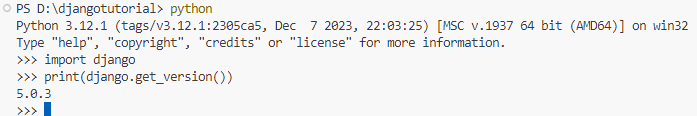 PS D:\djangotutorial> python
Python 3.12.1 (tags/v3.12.1:2305ca5, Dec  7 2023, 22:03:25) [MSC v.1937 64 bit (AMD64)] on win32
Type "help", "copyright", "credits" or "license" for more information.
>>> import django
>>> print(django.get_version())
5.0.3
>>>